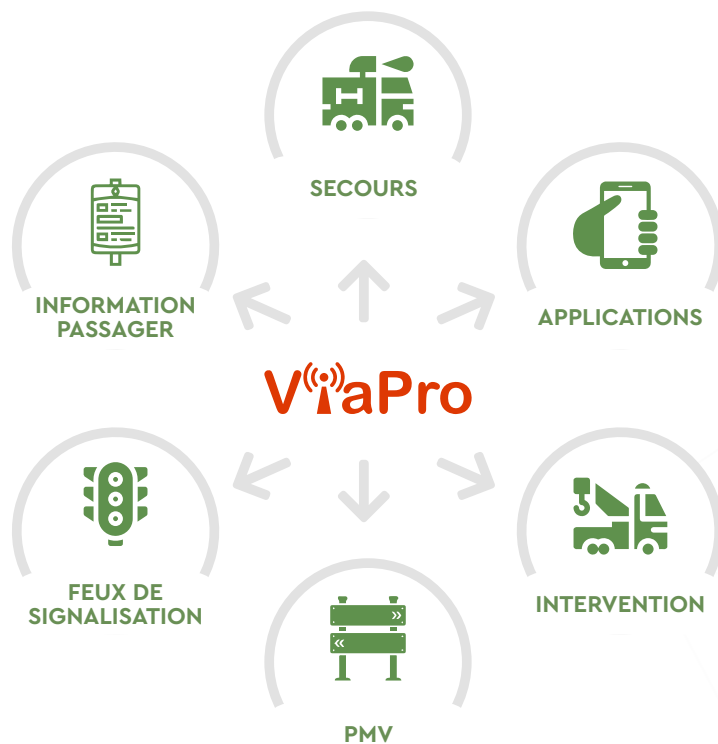 SECOURS
INFORMATION
PASSAGER
APPLICATIONS
ViaPro
FEUX DE
SIGNALISATION
INTERVENTION
PMV